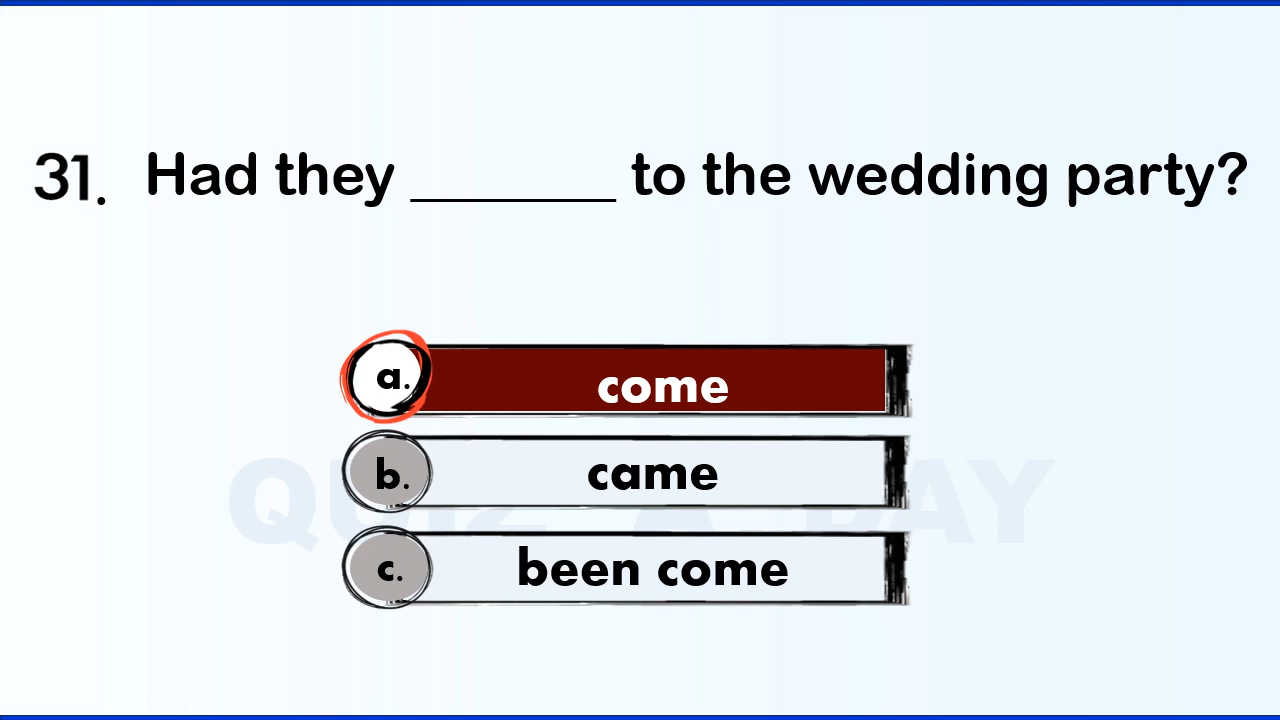 31. Had they _______ to the wedding party?
a. come
b. came
c. been come
QUIZ A DAY